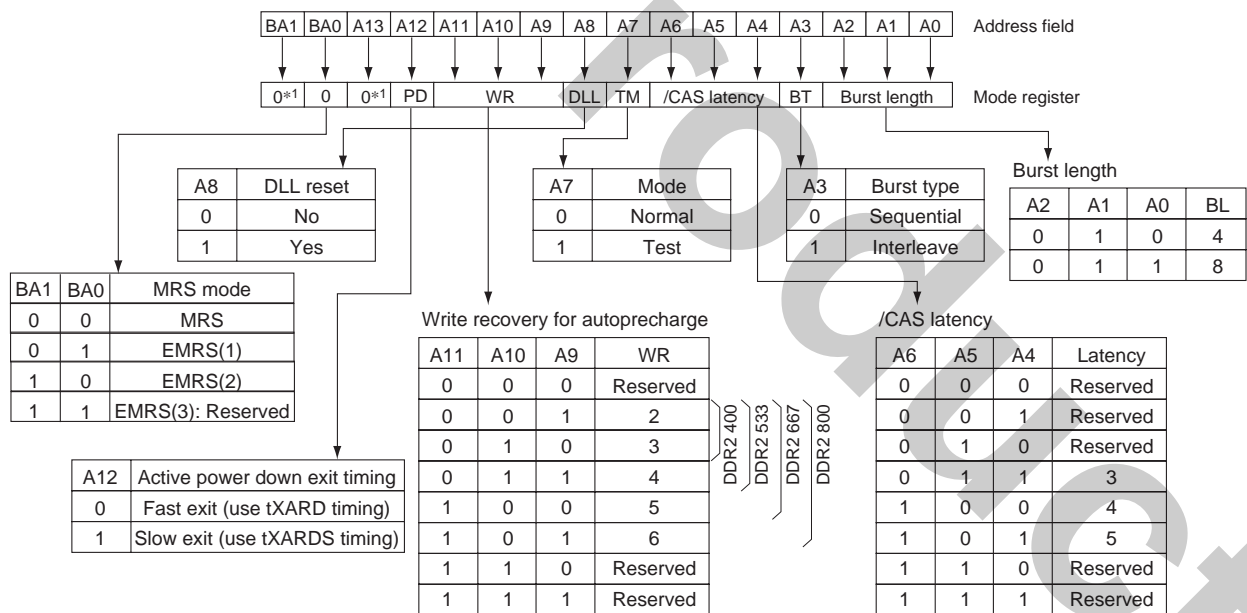 BA1 BA0 A13 A12 A11 A10 A9 A8 A7 A6 A5 A4 A3 A2 A1 A0 Address field
0*1 0 0*1 PD WR DLL TM /CAS latency BT Burst length Mode register
A8 DLL reset
0 No
1 Yes
A7 Mode
0 Normal
1 Test
A3 Burst type
0 Sequential
1 Interleave
Burst length
A2 A1 A0 BL
0 1 0 4
0 1 1 8
BA1 BA0 MRS mode
0 0 MRS
0 1 EMRS(1)
1 0 EMRS(2)
1 1 EMRS(3): Reserved
A12 Active power down exit timing
0 Fast exit (use tXARD timing)
1 Slow exit (use tXARDS timing)
Write recovery for autoprecharge
A11 A10 A9 WR
0 0 0 Reserved
0 0 1 2
0 1 0 3
0 1 1 4
1 0 0 5
1 0 1 6
1 1 0 Reserved
1 1 1 Reserved
DDR2 400
DDR2 533
DDR2 667
DDR2 800
/CAS latency
A6 A5 A4 Latency
0 0 0 Reserved
0 0 1 Reserved
0 1 0 Reserved
0 1 1 3
1 0 0 4
1 0 1 5
1 1 0 Reserved
1 1 1 Reserved
roduct